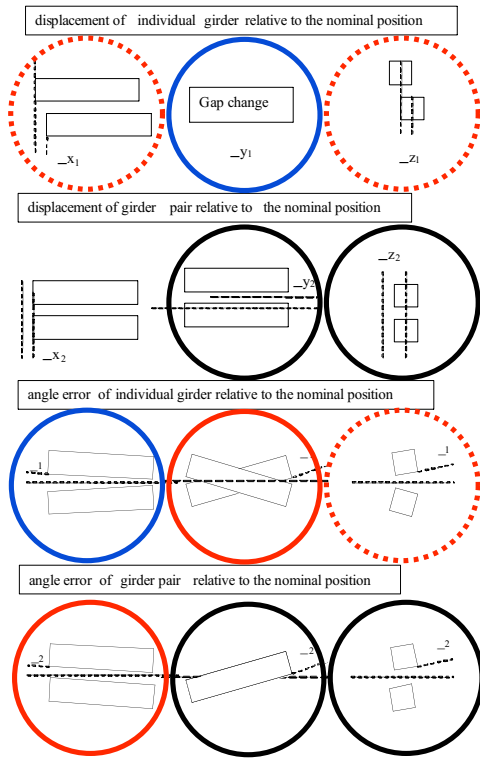 displacement of individual girder relative to the nominal position
Gap change
_x1
_y1
_z1
displacement of girder pair relative to the nominal position
_z2
_y2
_x2
angle error of individual girder relative to the nominal position
_1
_1
angle error of girder pair relative to the nominal position
_2
_2
_2